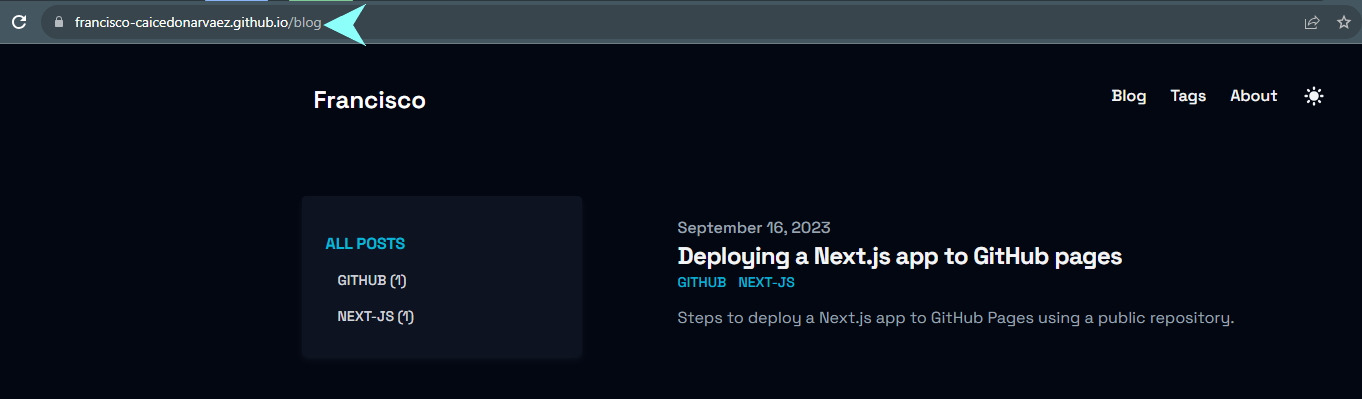 francisco-caicedonarvaez.github.io/blog
Francisco
Blog Tags About
ALL POSTS
GITHUB (1)
NEXT-JS (1)
September 16, 2023
Deploying a Next.js app to GitHub pages
GITHUB NEXT-JS
Steps to deploy a Next.js app to GitHub Pages using a public repository.